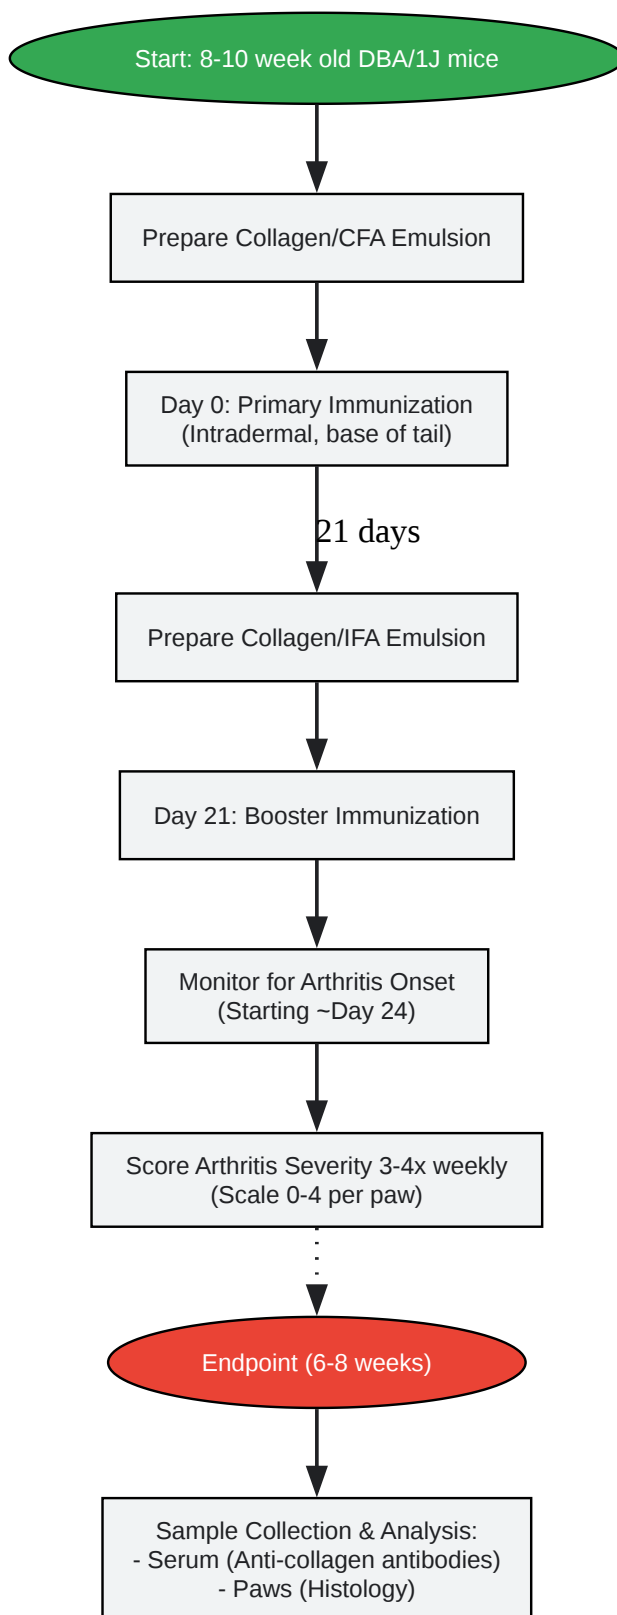 Start: 8-10 week old DBA/1J mice
Prepare Collagen/CFA Emulsion
Day 0: Primary Immunization
(Intradermal, base of tail)
21 days
Prepare Collagen/IFA Emulsion
Day 21: Booster Immunization
Monitor for Arthritis Onset
(Starting ~Day 24)
Score Arthritis Severity 3-4x weekly
(Scale 0-4 per paw)
Endpoint (6-8 weeks)
Sample Collection & Analysis:
- Serum (Anti-collagen antibodies)
- Paws (Histology)